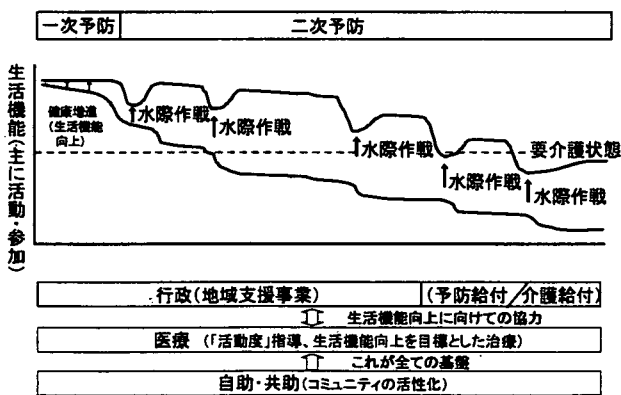 一次予防
二次予防
生活機能(主に活動・参加)
健康増進
(生活機能
向上)
↑水際作戦
↑水際作戦
↑水際作戦
↑水際作戦
↑水際作戦
要介護状態
行政(地域支援事業)
(予防給付/介護給付)
生活機能向上に向けての協力
医療 (「活動度」指導、生活機能向上を目標とした治療)
これが全ての基盤
自助・共助(コミュニティの活性化)